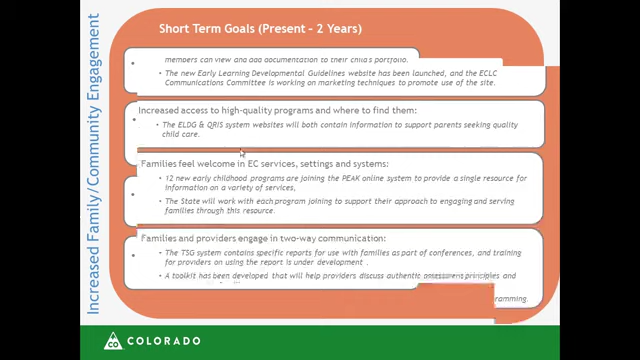 Short Term Goals (Present – 2 Years)
Increased Family/Community Engagement
members can view and add documentation to their child's portfolio.
• The new Early Learning Developmental Guidelines website has been launched, and the ECLC
Communications Committee is working on marketing techniques to promote use of the site.
Increased access to high-quality programs and where to find them:
• The ELDG & QRIS system websites will both contain information to support parents seeking quality
child care.
Families feel welcome in EC services, settings and systems:
• 12 new early childhood programs are joining the PEAK online system to provide a single resource for
information on a variety of services,
• The State will work with each program joining to support their approach to engaging and serving
families through this resource.
Families and providers engage in two-way communication:
• The TSG system contains specific reports for use with families as part of conferences, and training
for providers on using the report is under development .
• A toolkit has been developed that will help providers discuss authentic assessment principles and
ramming.
CO
COLORADO